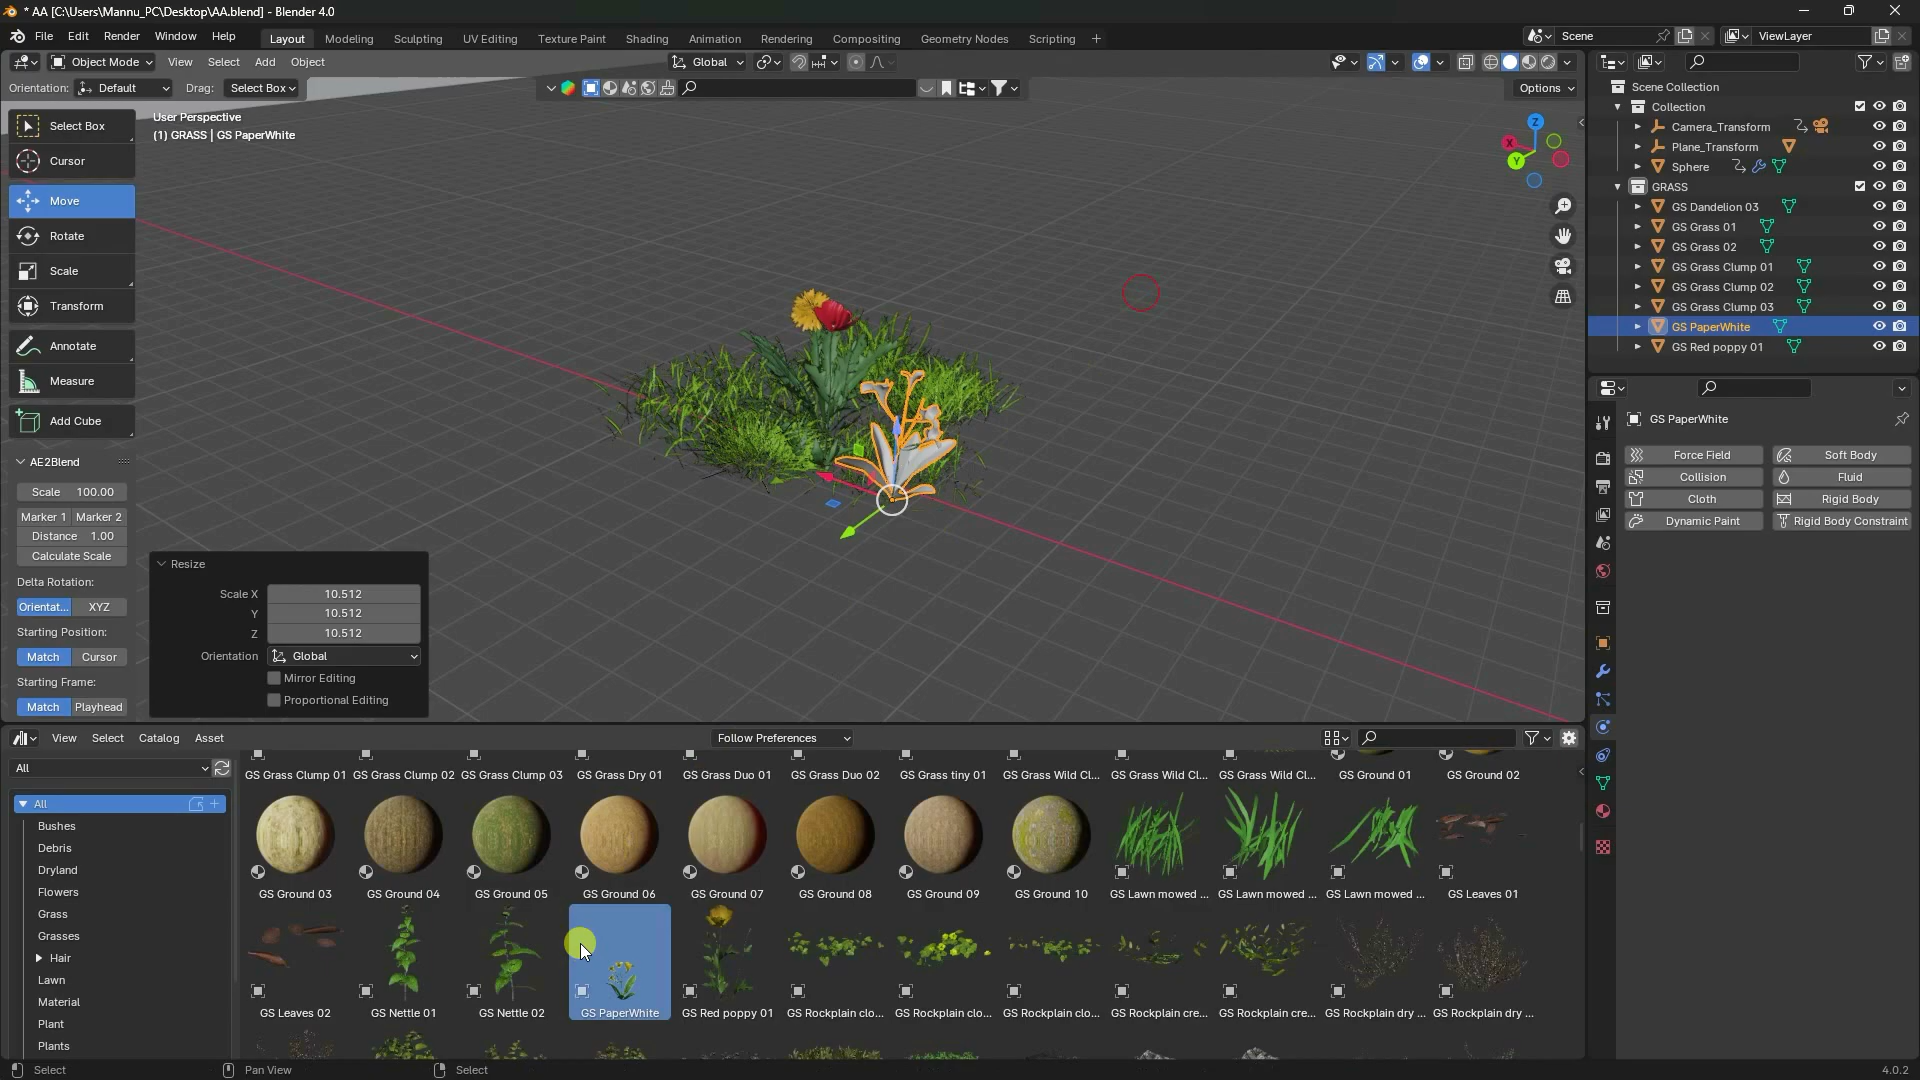 * AA [C:\Users\Mannu_PC\Desktop\AA.blend] - Blender 4.0
File Edit Render Window Help
Layout Modeling Sculpting UV Editing Texture Paint Shading Animation Rendering Compositing Geometry Nodes Scripting +
Scene
ViewLayer
Object Mode View Select Add Object
Global
Orientation: Default Drag: Select Box
Options
User Perspective
(1) GRASS | GS PaperWhite
Select Box
Cursor
Move
Rotate
Scale
Transform
Annotate
Measure
Add Cube
AE2Blend
Scale 100.00
Marker 1 Marker 2
Distance 1.00
Calculate Scale
Delta Rotation:
Orientat... XYZ
Starting Position:
Match Cursor
Starting Frame:
Match Playhead
Resize
Scale X 10.512
Y 10.512
Z 10.512
Orientation Global
Mirror Editing
Proportional Editing
Z
X
Y
Scene Collection
Collection
Camera_Transform
Plane_Transform
Sphere
GRASS
GS Dandelion 03
GS Grass 01
GS Grass 02
GS Grass Clump 01
GS Grass Clump 02
GS Grass Clump 03
GS PaperWhite
GS Red poppy 01
GS PaperWhite
Force Field Soft Body
Collision Fluid
Cloth Rigid Body
Dynamic Paint Rigid Body Constraint
View Select Catalog Asset
Follow Preferences
All
All
Bushes
Debris
Dryland
Flowers
Grass
Grasses
Hair
Lawn
Material
Plant
Plants
GS Grass Clump 01 GS Grass Clump 02 GS Grass Clump 03 GS Grass Dry 01 GS Grass Duo 01 GS Grass Duo 02 GS Grass tiny 01 GS Grass Wild Cl... GS Grass Wild Cl... GS Grass Wild Cl... GS Ground 01 GS Ground 02
GS Ground 03 GS Ground 04 GS Ground 05 GS Ground 06 GS Ground 07 GS Ground 08 GS Ground 09 GS Ground 10 GS Lawn mowed ... GS Lawn mowed ... GS Lawn mowed ... GS Leaves 01
GS Leaves 02 GS Nettle 01 GS Nettle 02 GS PaperWhite GS Red poppy 01 GS Rockplain clo... GS Rockplain clo... GS Rockplain clo... GS Rockplain cre... GS Rockplain cre... GS Rockplain dry ... GS Rockplain dry ...
Select Pan View Select
4.0.2